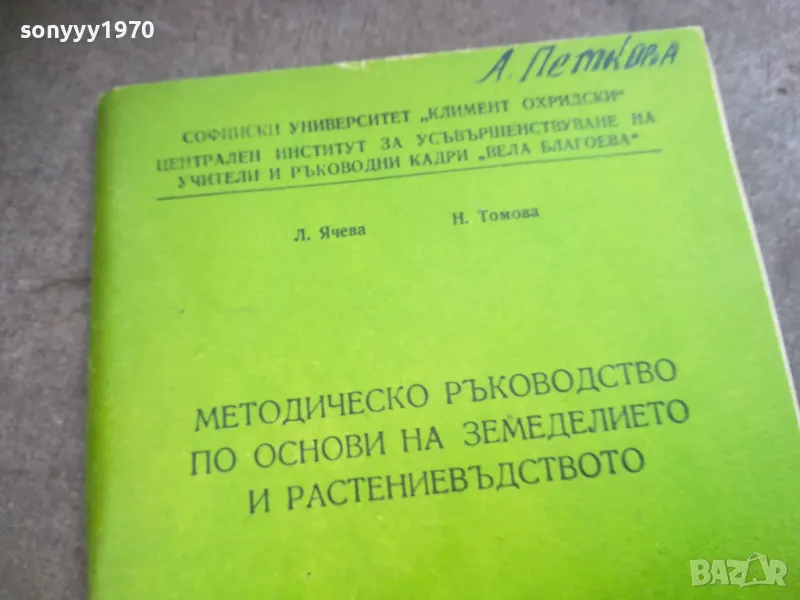 sonyyy1970
А. Петкова
СОФИЙСКИ УНИВЕРСИТЕТ „КЛИМЕНТ ОХРИДСКИ“
ЦЕНТРАЛЕН ИНСТИТУТ ЗА УСЪВЪРШЕНСТВУВАНЕ НА
УЧИТЕЛИ И РЪКОВОДНИ КАДРИ „ВЕЛА БЛАГОЕВА“
Л. Ячева Н. Томова
МЕТОДИЧЕСКО РЪКОВОДСТВО
ПО ОСНОВИ НА ЗЕМЕДЕЛИЕТО
И РАСТЕНИЕВЪДСТВОТО
BAZAR